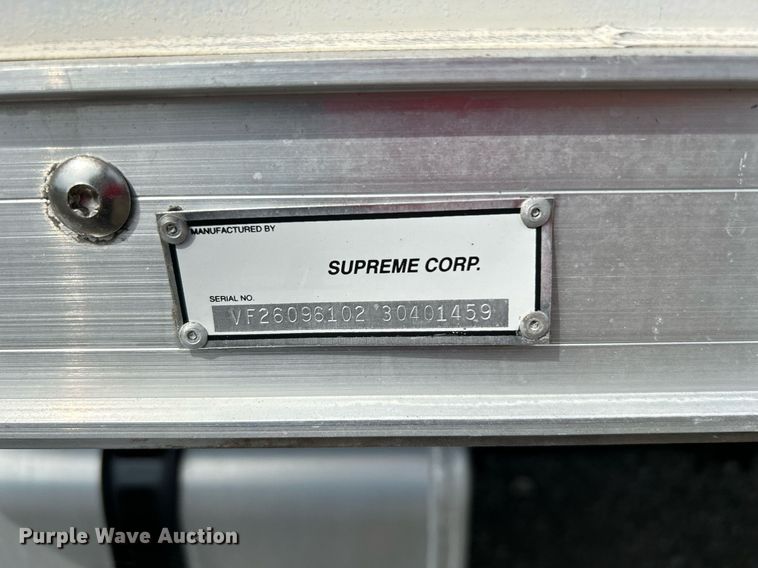 MANUFACTURED BY
SUPREME CORP.
SERIAL NO.
VF26096102 30401459
Purple Wave Auction